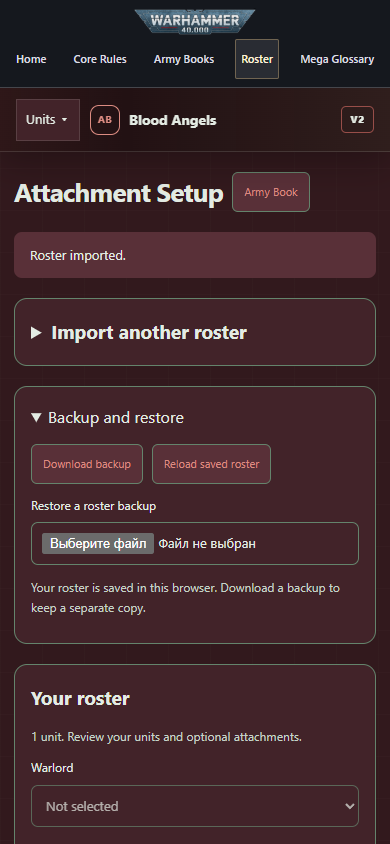 WARHAMMER
40,000
Home
Core Rules
Army Books
Roster
Mega Glossary
Units
AB
Blood Angels
V2
Attachment Setup
Army Book
Roster imported.
Import another roster
Backup and restore
Download backup
Reload saved roster
Restore a roster backup
Выберите файл Файл не выбран
Your roster is saved in this browser. Download a backup to
keep a separate copy.
Your roster
1 unit. Review your units and optional attachments.
Warlord
Not selected